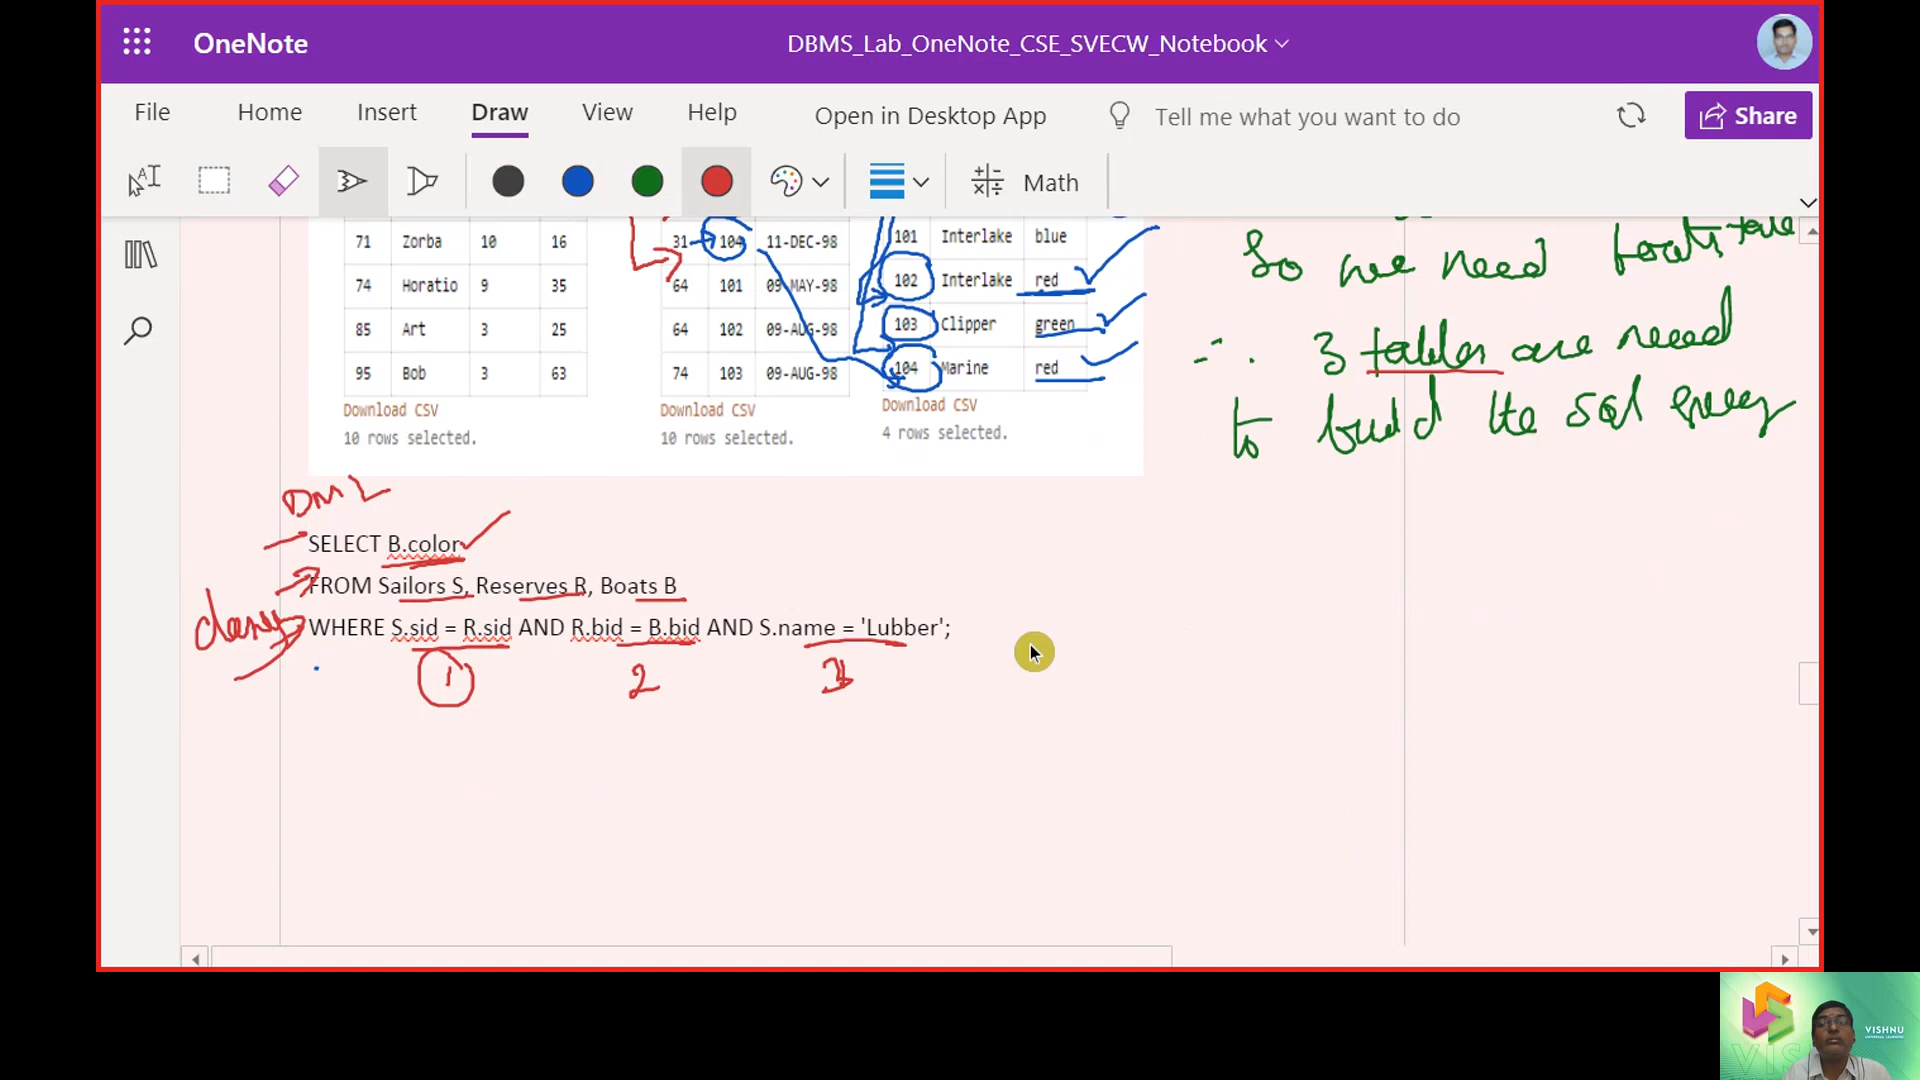 OneNote
DBMS_Lab_OneNote_CSE_SVECW_Notebook
File Home Insert Draw View Help Open in Desktop App Tell me what you want to do Share
Math
71 Zorba 10 16
74 Horatio 9 35
85 Art 3 25
95 Bob 3 63
Download CSV
10 rows selected.
31 104 11-DEC-98
64 101 09-MAY-98
64 102 09-AUG-98
74 103 09-AUG-98
Download CSV
10 rows selected.
101 Interlake blue
102 Interlake red
103 Clipper green
104 Marine red
Download CSV
4 rows selected.
So we need
∴ 3 tables are need
to build the sql query
DML
SELECT B.color
FROM Sailors S, Reserves R, Boats B
WHERE S.sid = R.sid AND R.bid = B.bid AND S.name = 'Lubber';
1 2 3
VISHNU
UNIVERSAL LEARNING